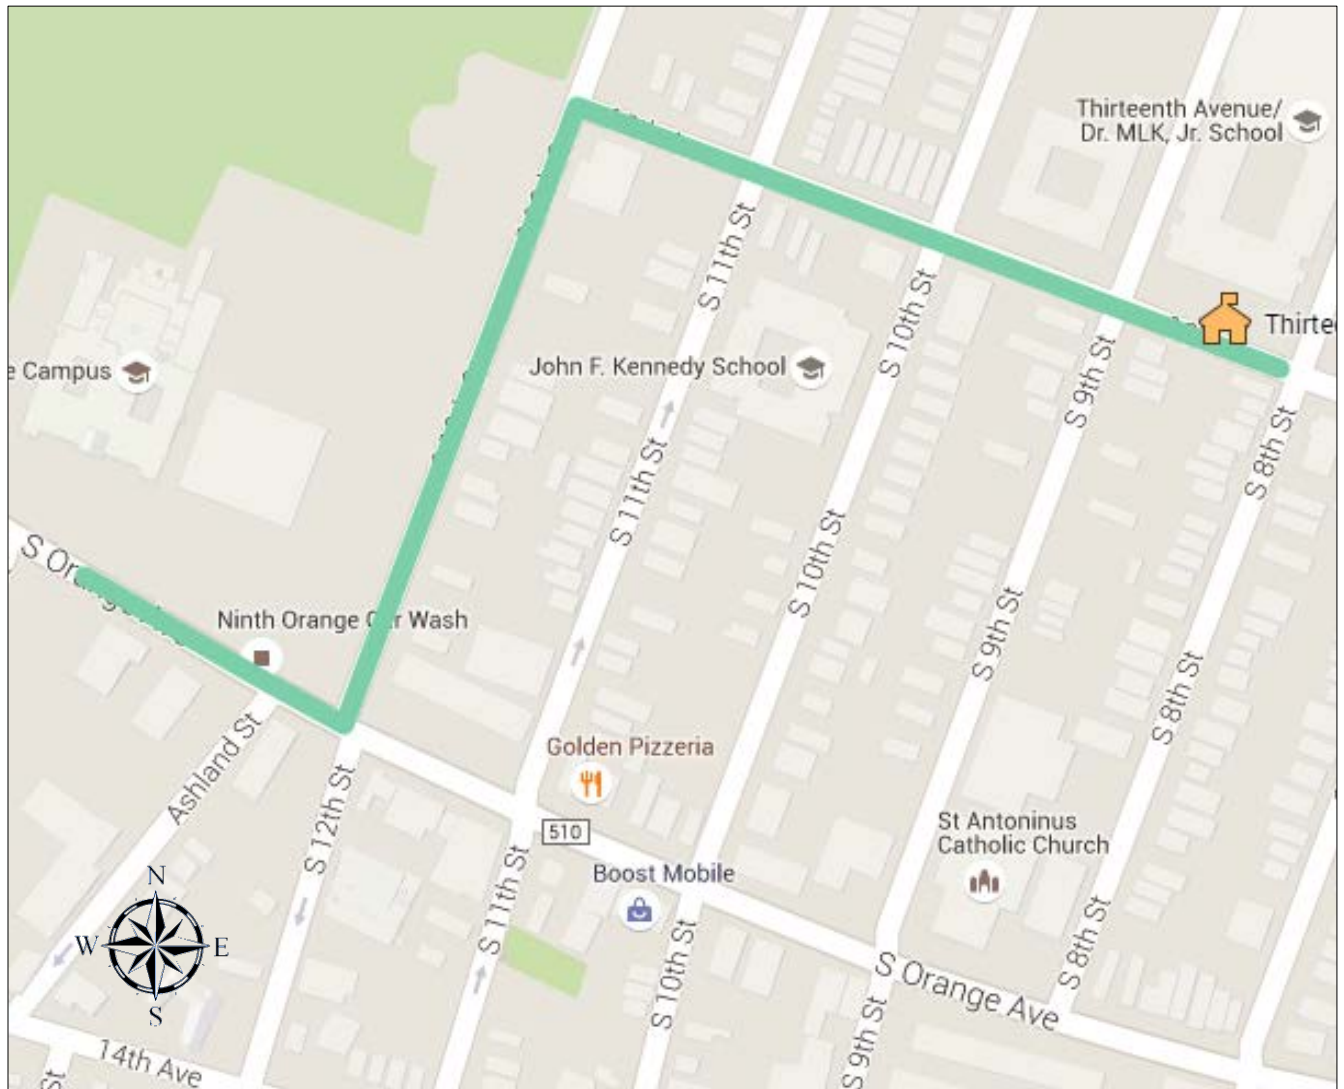 Thirteenth Avenue/
Dr. MLK, Jr. School
S 11th St
S 10th St
Thirte
e Campus
John F. Kennedy School
S 9th St
S 8th St
S 11th St
S 10th St
S Orang
Ninth Orange Car Wash
S 9th St
S 8th St
Ashland St
Golden Pizzeria
S 12th St
510
St Antoninus
Catholic Church
Boost Mobile
N
W
E
S
S 11th St
S 10th St
S 8th St
S Orange Ave
S 9th St
14th Ave
St